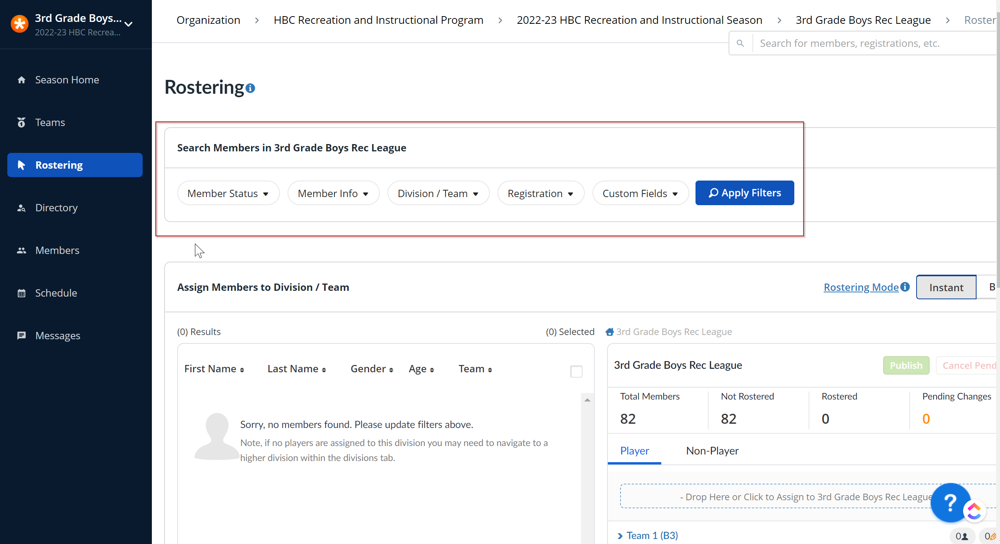 3rd Grade Boys...
2022-23 HBC Recrea...
Season Home
Teams
Rostering
Directory
Members
Schedule
Messages
Organization > HBC Recreation and Instructional Program > 2022-23 HBC Recreation and Instructional Season > 3rd Grade Boys Rec League > Roster
Search for members, registrations, etc.
Rostering
Search Members in 3rd Grade Boys Rec League
Member Status Member Info Division / Team Registration Custom Fields Apply Filters
Assign Members to Division / Team Rostering Mode Instant B
(0) Results (0) Selected 3rd Grade Boys Rec League
First Name Last Name Gender Age Team
Sorry, no members found. Please update filters above.
Note, if no players are assigned to this division you may need to navigate to a
higher division within the divisions tab.
3rd Grade Boys Rec League Publish Cancel Pend
Total Members Not Rostered Rostered Pending Changes
82 82 0 0
Player Non-Player
- Drop Here or Click to Assign to 3rd Grade Boys Rec League
?
Team 1 (B3) 0 0